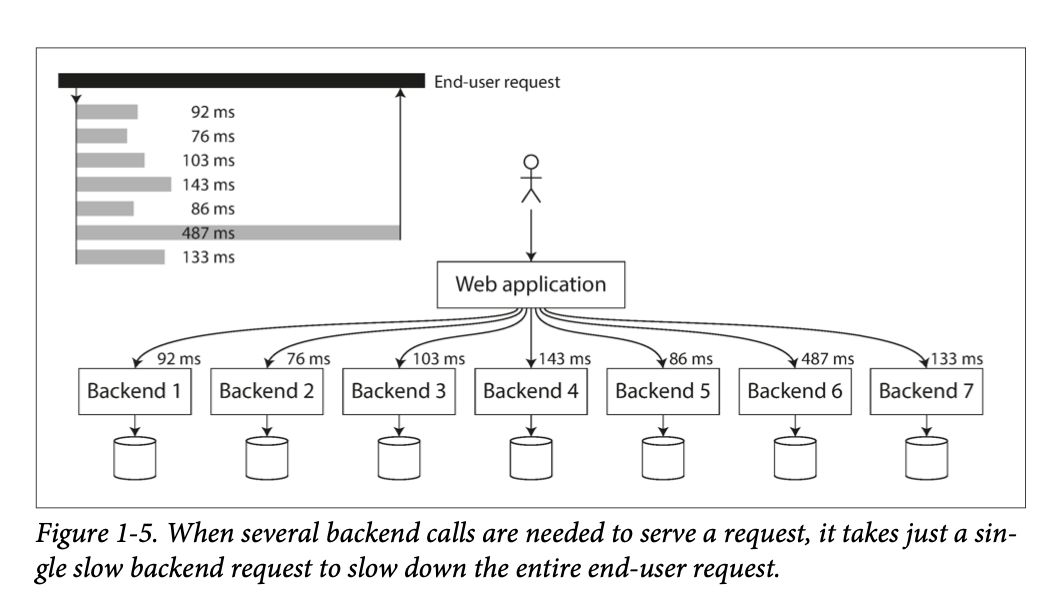 End-user request
92 ms
76 ms
103 ms
143 ms
86 ms
487 ms
133 ms
Web application
92 ms 76 ms 103 ms 143 ms 86 ms 487 ms 133 ms
Backend 1 Backend 2 Backend 3 Backend 4 Backend 5 Backend 6 Backend 7
Figure 1-5. When several backend calls are needed to serve a request, it takes just a sin-
gle slow backend request to slow down the entire end-user request.